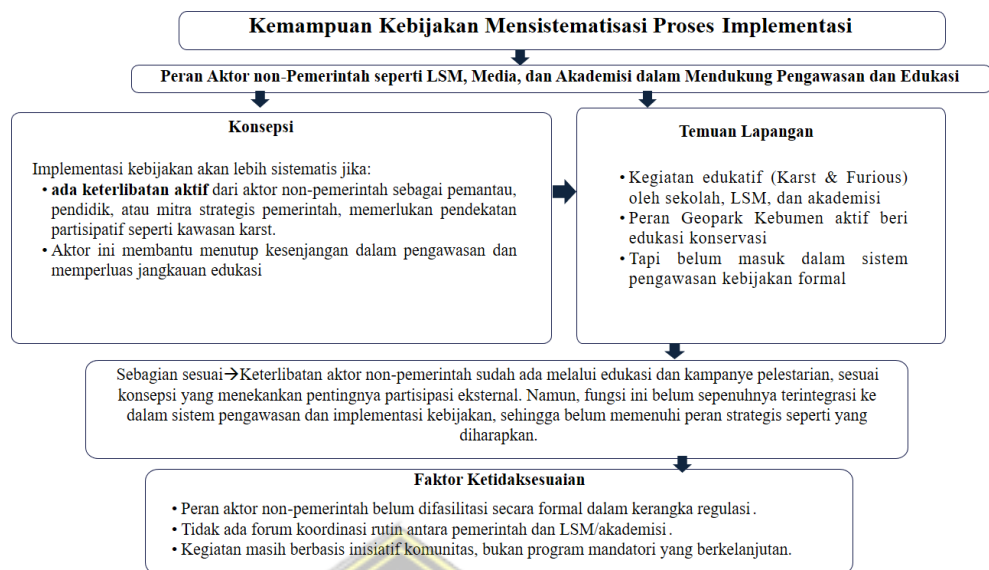 Kemampuan Kebijakan Mensistematisasi Proses Implementasi
Peran Aktor non-Pemerintah seperti LSM, Media, dan Akademisi dalam Mendukung Pengawasan dan Edukasi
Konsepsi
Implementasi kebijakan akan lebih sistematis jika:
• ada keterlibatan aktif dari aktor non-pemerintah sebagai pemantau,
pendidik, atau mitra strategis pemerintah, memerlukan pendekatan
partisipatif seperti kawasan karst.
• Aktor ini membantu menutup kesenjangan dalam pengawasan dan
memperluas jangkauan edukasi
Temuan Lapangan
• Kegiatan edukatif (Karst & Furious)
oleh sekolah, LSM, dan akademisi
• Peran Geopark Kebumen aktif beri
edukasi konservasi
• Tapi belum masuk dalam sistem
pengawasan kebijakan formal
Sebagian sesuai→Keterlibatan aktor non-pemerintah sudah ada melalui edukasi dan kampanye pelestarian, sesuai
konsepsi yang menekankan pentingnya partisipasi eksternal. Namun, fungsi ini belum sepenuhnya terintegrasi ke
dalam sistem pengawasan dan implementasi kebijakan, sehingga belum memenuhi peran strategis seperti yang
diharapkan.
Faktor Ketidaksesuaian
• Peran aktor non-pemerintah belum difasilitasi secara formal dalam kerangka regulasi.
• Tidak ada forum koordinasi rutin antara pemerintah dan LSM/akademisi.
• Kegiatan masih berbasis inisiatif komunitas, bukan program mandatori yang berkelanjutan.